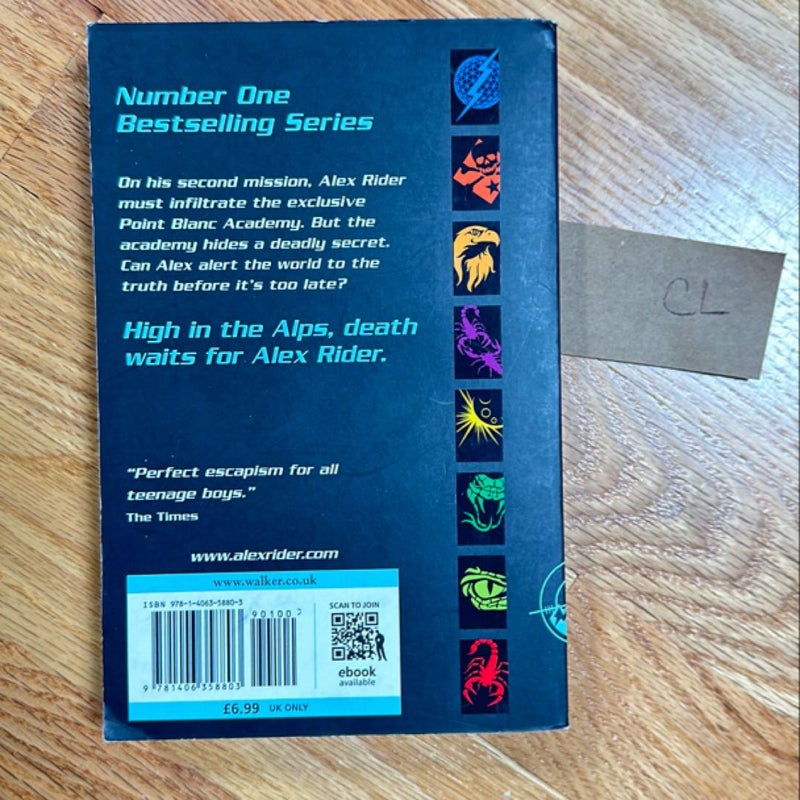 Number One
Bestselling Series
On his second mission, Alex Rider
must infiltrate the exclusive
Point Blanc Academy. But the
academy hides a deadly secret.
Can Alex alert the world to the
truth before it's too late?
High in the Alps, death
waits for Alex Rider.
"Perfect escapism for all
teenage boys."
The Times
www.alexrider.com
www.walker.co.uk
ISBN 978-1-4063-5880-3
90100
SCAN TO JOIN
ebook
available
9 781406 358803
£6.99 UK ONLY
CL